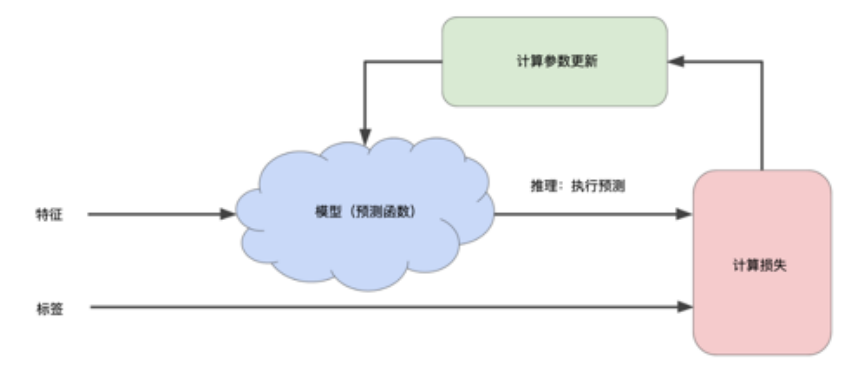 计算参数更新
推理：执行预测
特征
模型（预测函数）
计算损失
标签